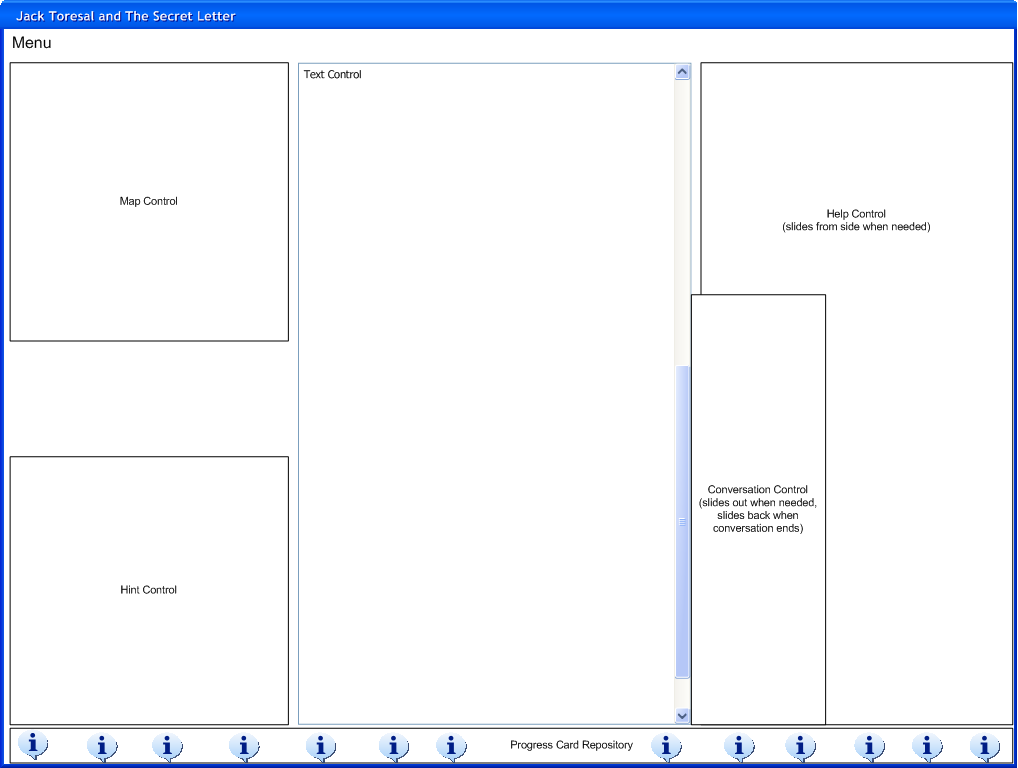 Jack Toresal and The Secret Letter
Menu
Text Control
Map Control
Help Control
(slides from side when needed)
Conversation Control
(slides out when needed,
slides back when
conversation ends)
Hint Control
Progress Card Repository